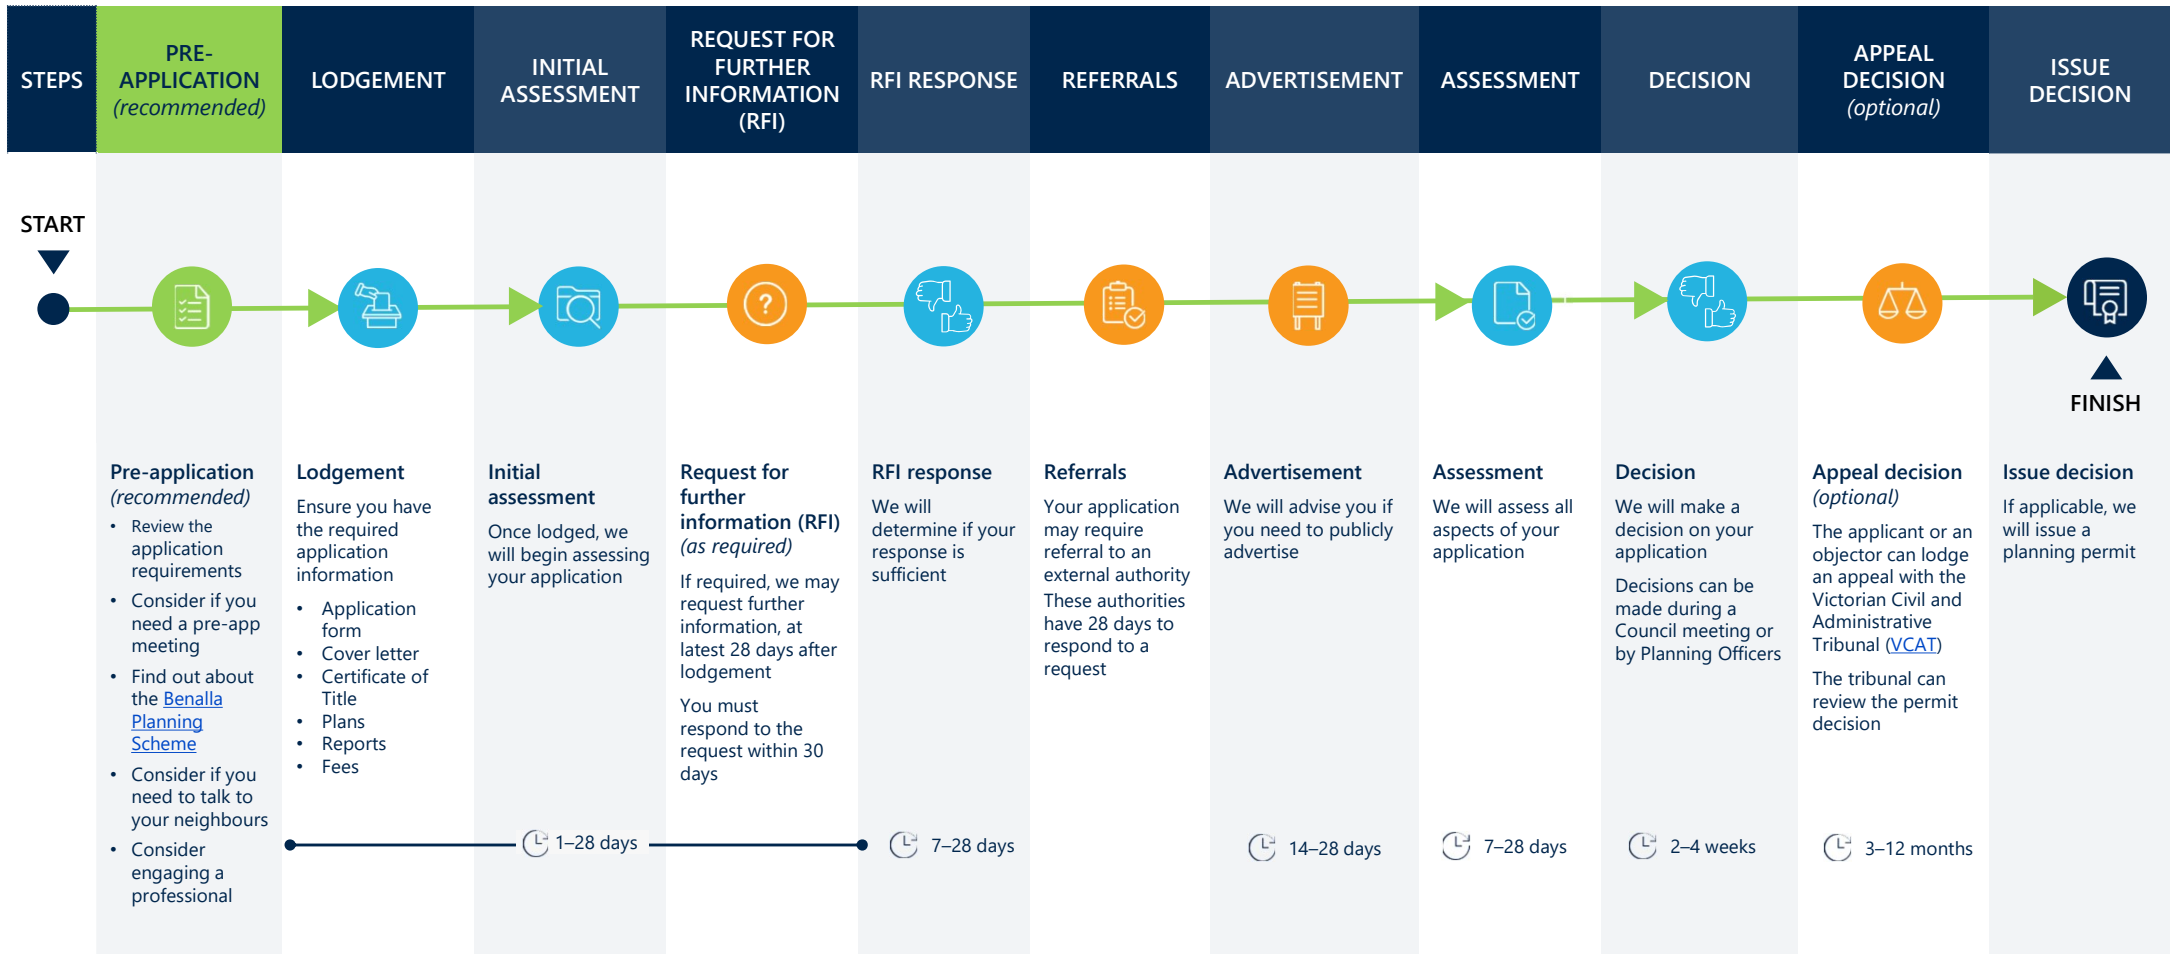 STEPS
PRE-
APPLICATION
(recommended)
LODGEMENT
INITIAL
ASSESSMENT
REQUEST FOR
FURTHER
INFORMATION
(RFI)
RFI RESPONSE
REFERRALS
ADVERTISEMENT
ASSESSMENT
DECISION
APPEAL
DECISION
(optional)
ISSUE
DECISION
START
?
FINISH
Pre-application
(recommended)
• Review the
application
requirements
• Consider if you
need a pre-app
meeting
• Find out about
the Benalla
Planning
Scheme
• Consider if you
need to talk to
your neighbours
• Consider
engaging a
professional
Lodgement
Ensure you have
the required
application
information
• Application
form
• Cover letter
• Certificate of
Title
• Plans
• Reports
• Fees
Initial
assessment
Once lodged, we
will begin assessing
your application
1–28 days
Request for
further
information (RFI)
(as required)
If required, we may
request further
information, at
latest 28 days after
lodgement
You must
respond to the
request within 30
days
RFI response
We will
determine if your
response is
sufficient
7–28 days
Referrals
Your application
may require
referral to an
external authority
These authorities
have 28 days to
respond to a
request
Advertisement
We will advise you if
you need to publicly
advertise
14–28 days
Assessment
We will assess all
aspects of your
application
7–28 days
Decision
We will make a
decision on your
application
Decisions can be
made during a
Council meeting or
by Planning Officers
2–4 weeks
Appeal decision
(optional)
The applicant or an
objector can lodge
an appeal with the
Victorian Civil and
Administrative
Tribunal (VCAT)
The tribunal can
review the permit
decision
3–12 months
Issue decision
If applicable, we
will issue a
planning permit